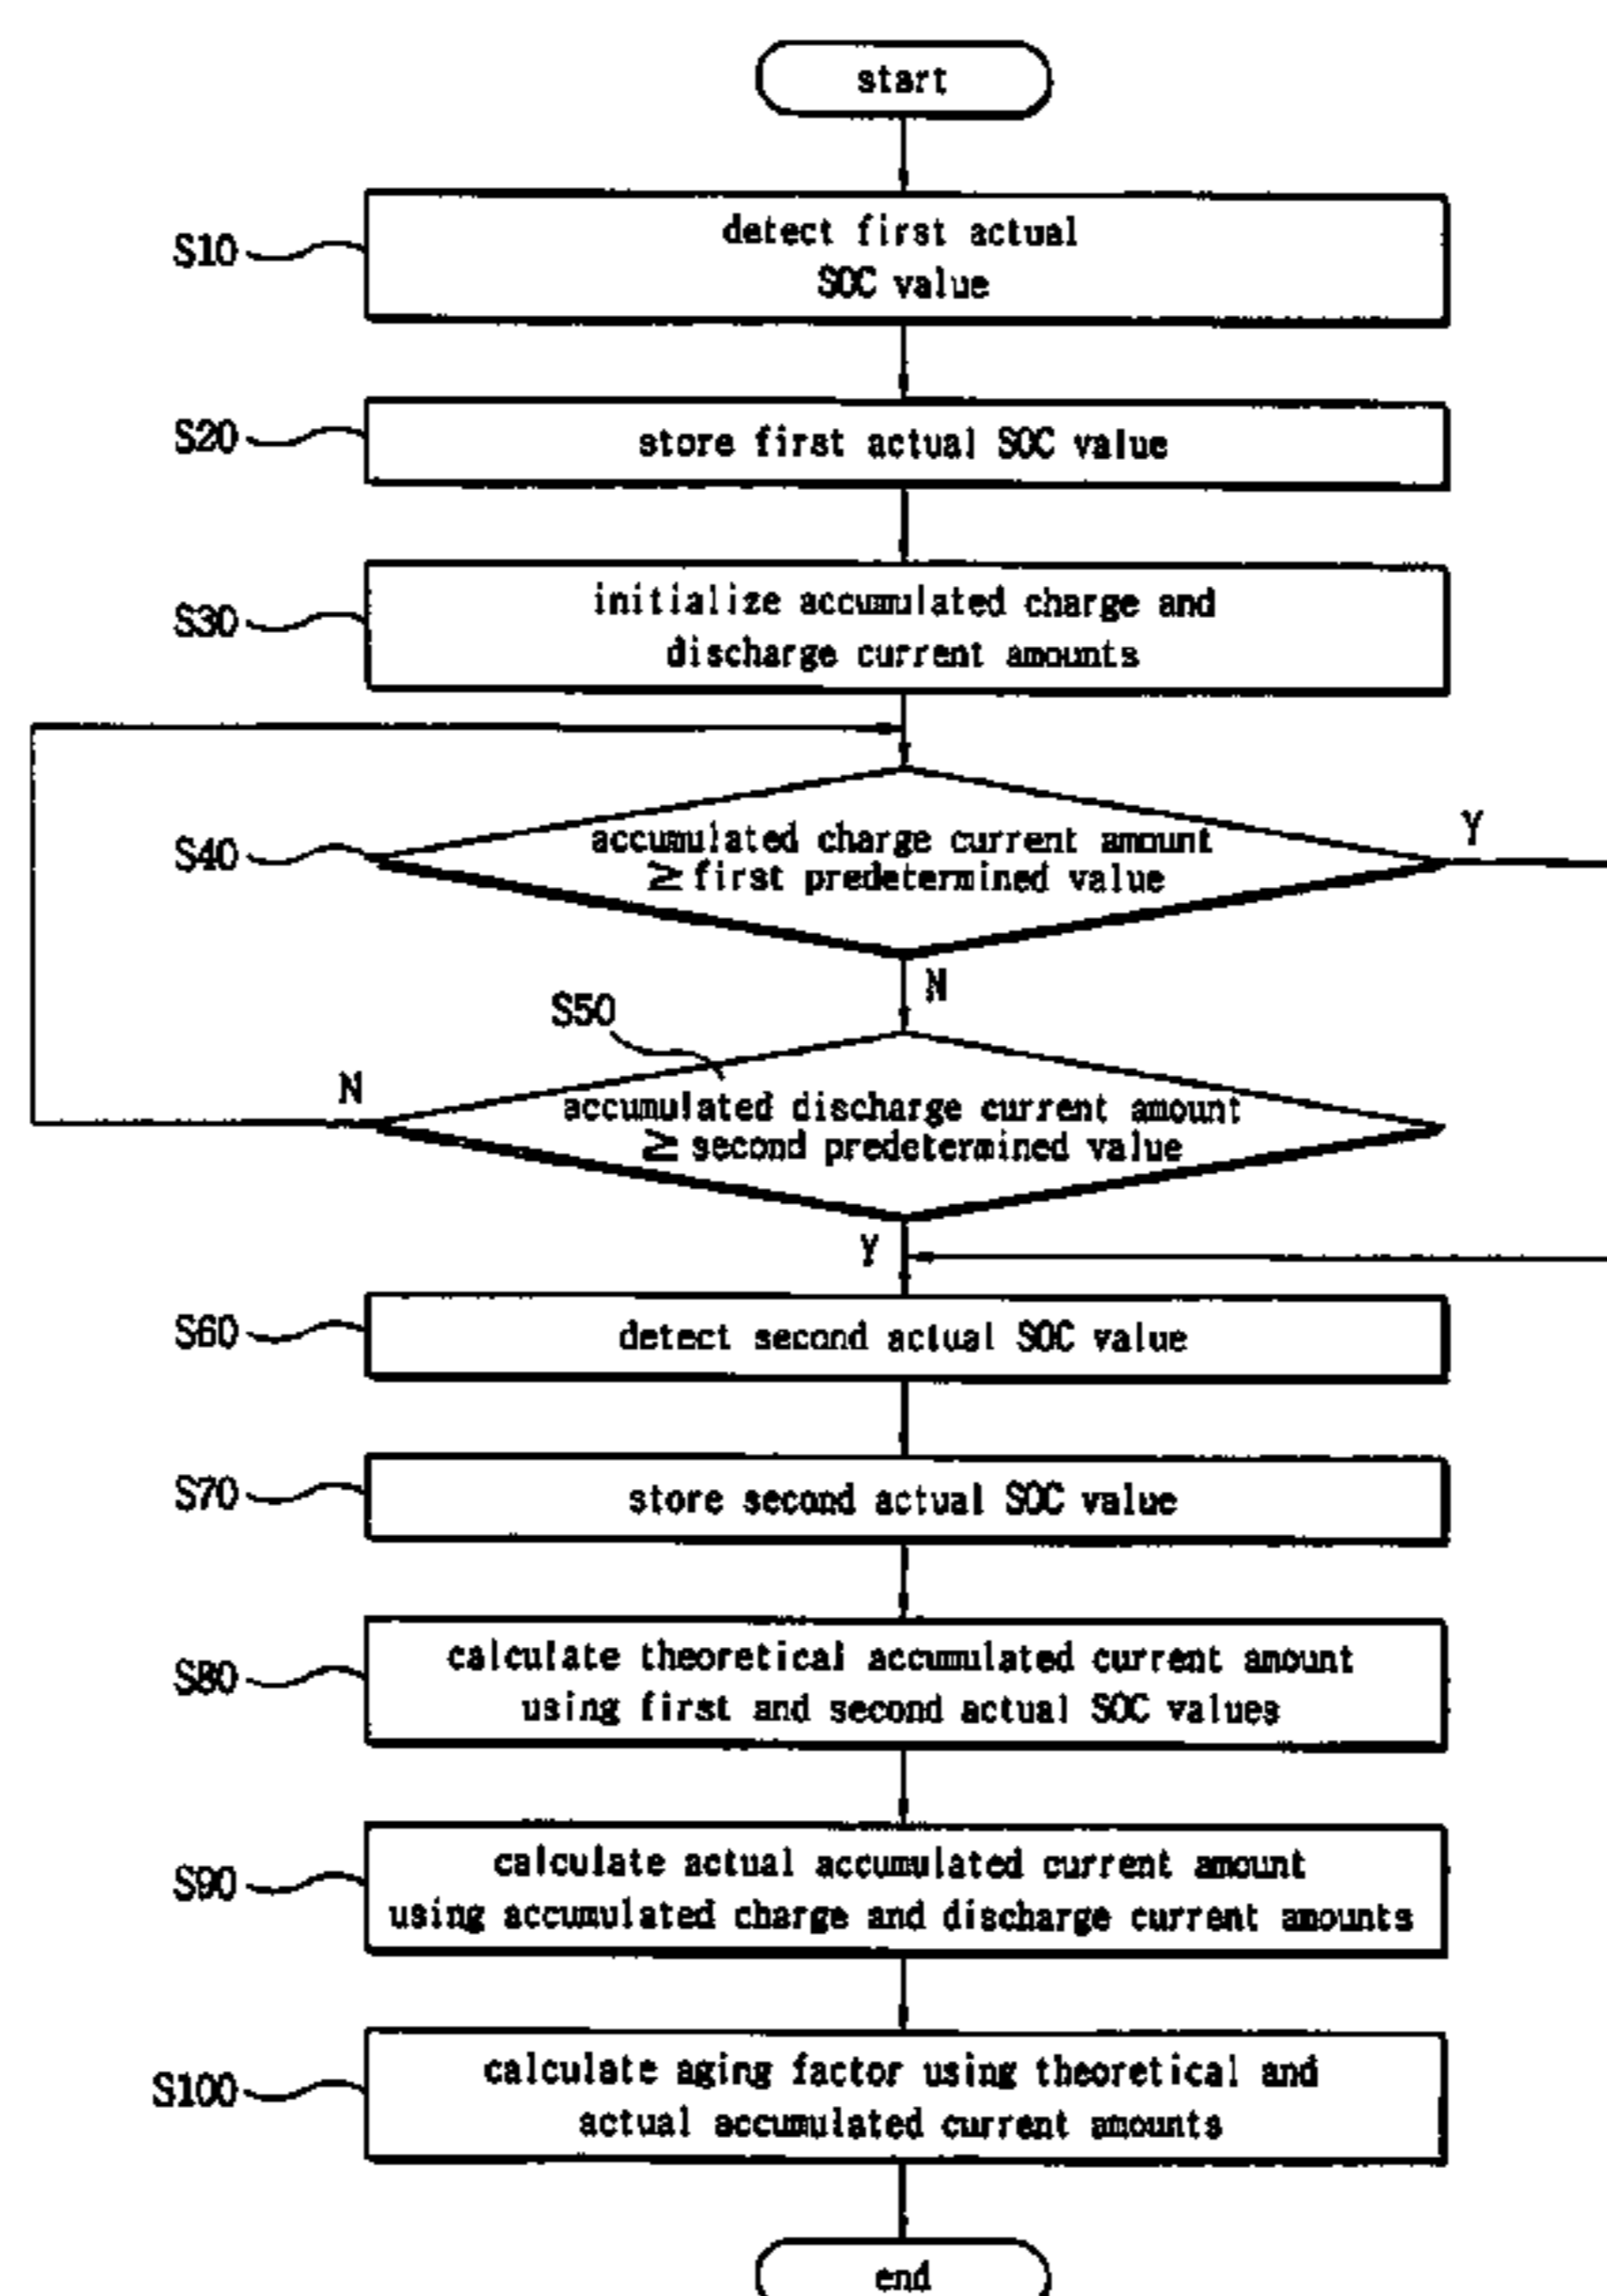 start
S10
detect first actual
SOC value
S20
store first actual SOC value
S30
initialize accumulated charge and
discharge current amounts
S40
accumulated charge current amount
≥ first predetermined value
Y
N
S50
accumulated discharge current amount
≥ second predetermined value
N
Y
S60
detect second actual SOC value
S70
store second actual SOC value
S80
calculate theoretical accumulated current amount
using first and second actual SOC values
S90
calculate actual accumulated current amount
using accumulated charge and discharge current amounts
S100
calculate aging factor using theoretical and
actual accumulated current amounts
end